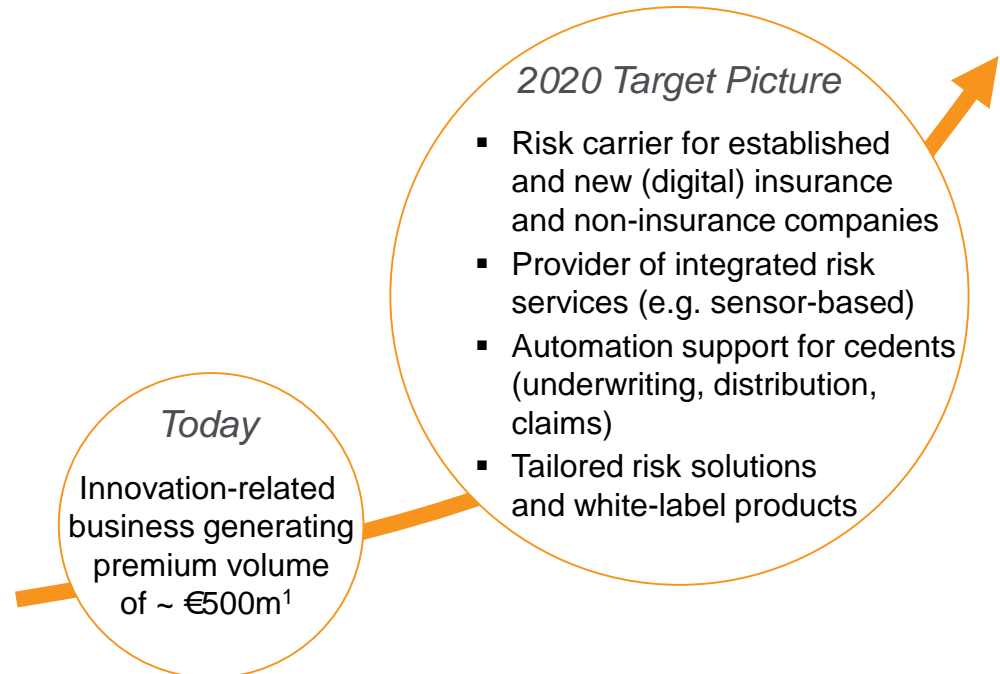 2020 Target Picture
▪ Risk carrier for established
and new (digital) insurance
and non-insurance companies
▪ Provider of integrated risk
services (e.g. sensor-based)
▪ Automation support for cedents
(underwriting, distribution,
claims)
▪ Tailored risk solutions
and white-label products
Today
Innovation-related
business generating
premium volume
of ~ €500m¹